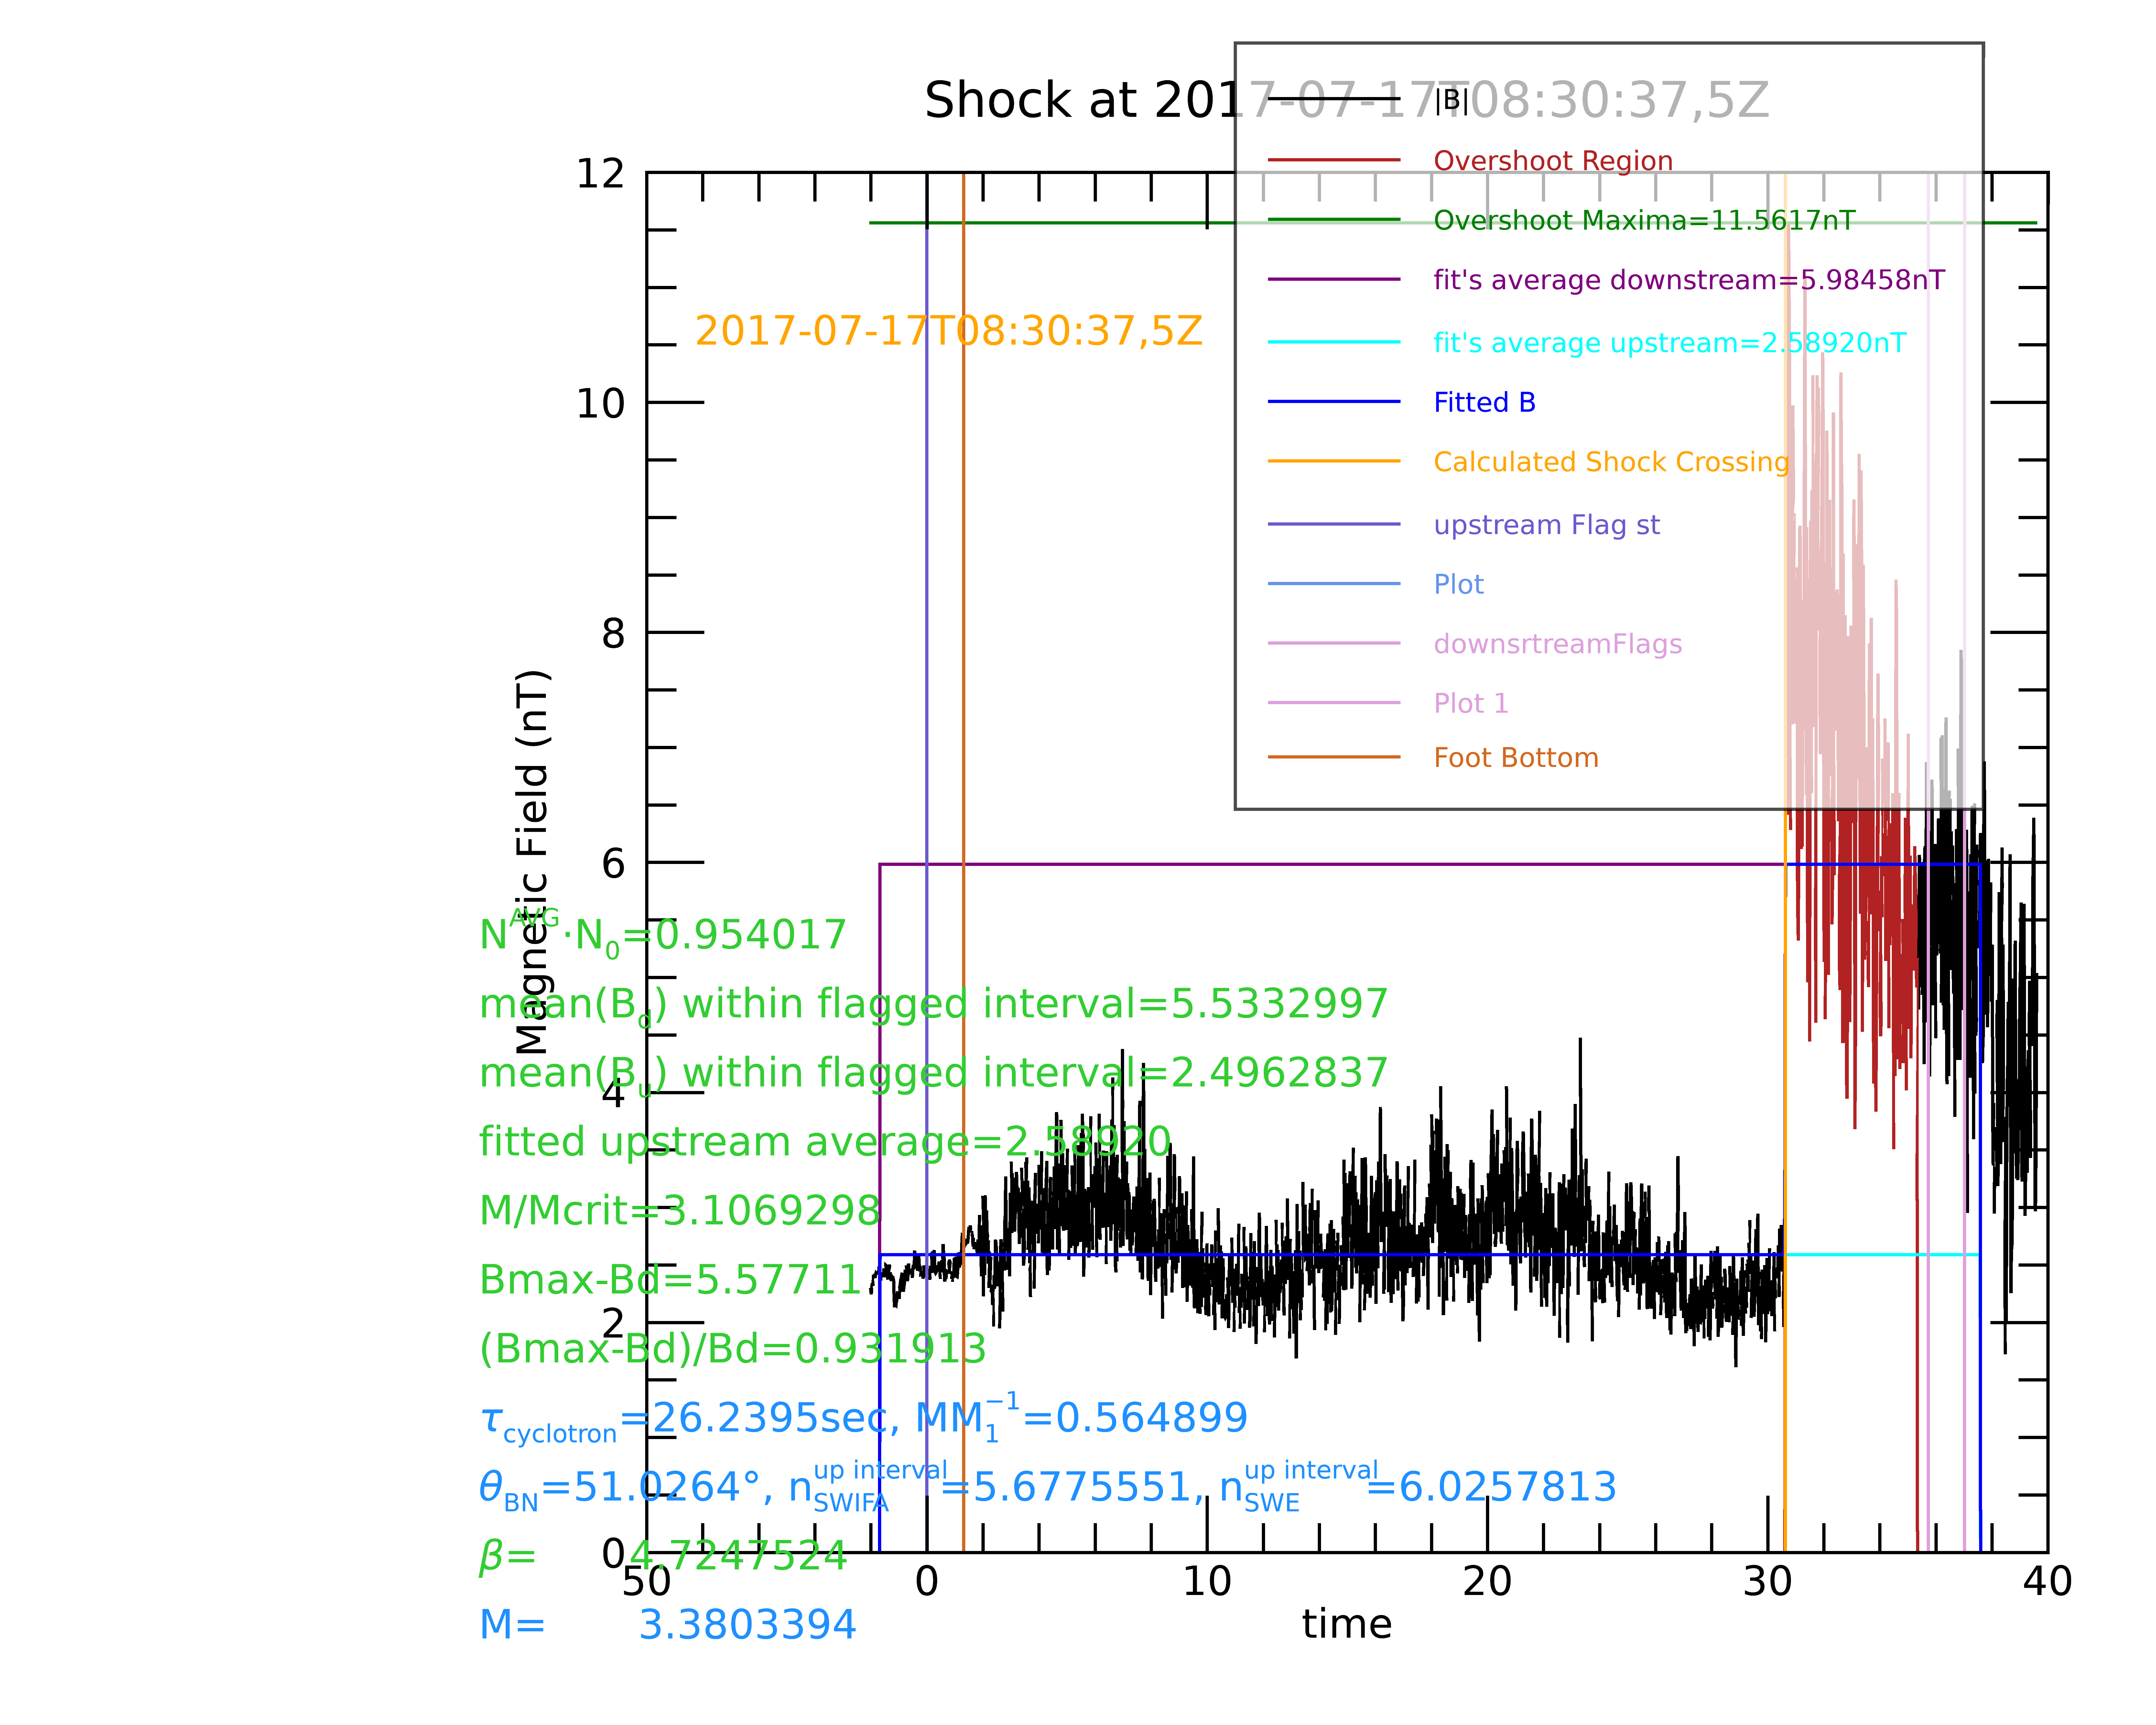 Shock at 2017-07-17T08:30:37,5Z
|B|
Overshoot Region
Overshoot Maxima=11.5617nT
fit's average downstream=5.98458nT
fit's average upstream=2.58920nT
Fitted B
Calculated Shock Crossing
upstream Flag st
Plot
downsrtreamFlags
Plot 1
Foot Bottom
2017-07-17T08:30:37,5Z
Magnetic Field (nT)
12
10
8
6
4
2
0
N^AVG·N_0=0.954017
mean(B_d) within flagged interval=5.5332997
mean(B_u) within flagged interval=2.4962837
fitted upstream average=2.58920
M/Mcrit=3.1069298
Bmax-Bd=5.57711
(Bmax-Bd)/Bd=0.931913
τ_cyclotron=26.2395sec, MM_1^−1=0.564899
θ_BN=51.0264°, n_SWIFA^up interval=5.6775551, n_SWE^up interval=6.0257813
β= 4.7247524
M= 3.3803394
50 0 10 20 30 40
time